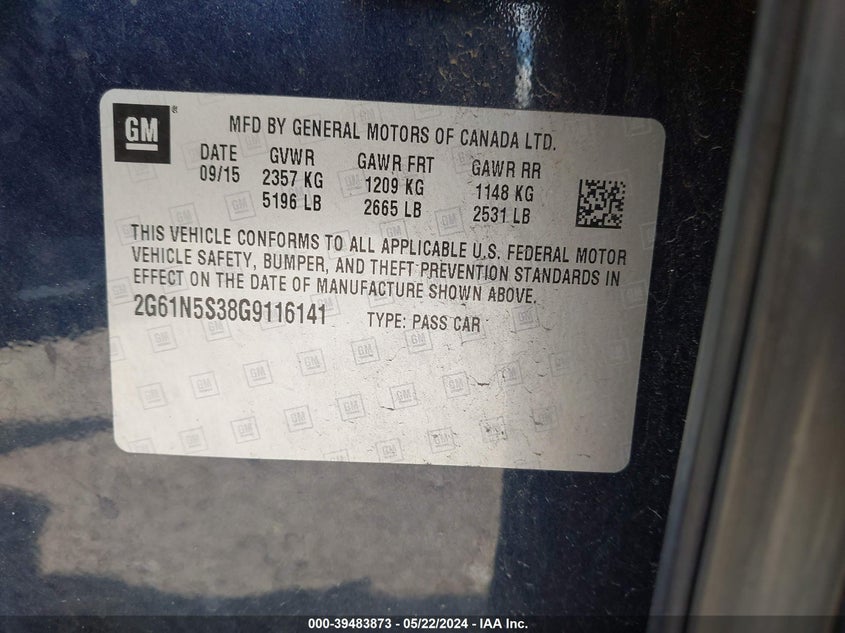 GM®
MFD BY GENERAL MOTORS OF CANADA LTD.
DATE GVWR GAWR FRT GAWR RR
09/15 2357 KG 1209 KG 1148 KG
5196 LB 2665 LB 2531 LB
THIS VEHICLE CONFORMS TO ALL APPLICABLE U.S. FEDERAL MOTOR
VEHICLE SAFETY, BUMPER, AND THEFT PREVENTION STANDARDS IN
EFFECT ON THE DATE OF MANUFACTURE SHOWN ABOVE.
2G61N5S38G9116141 TYPE: PASS CAR
000-39483873 - 05/22/2024 - IAA Inc.